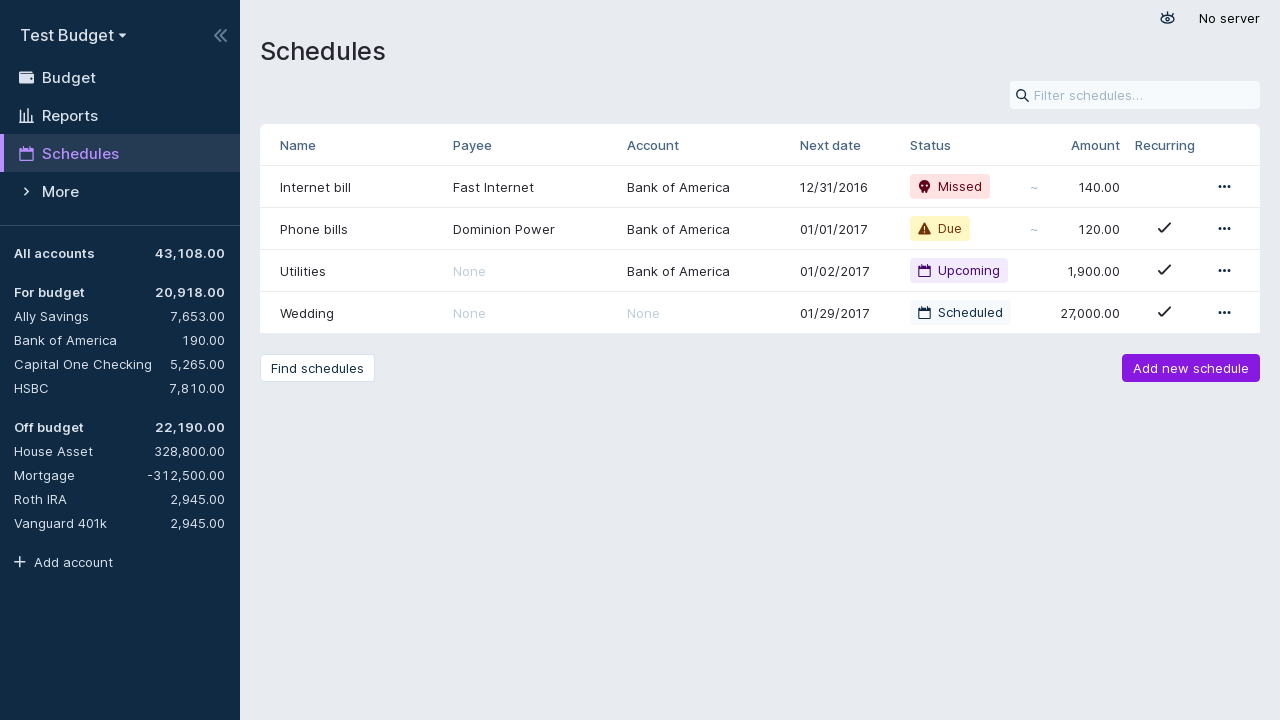 Test Budget
No server
Schedules
Budget
Reports
Schedules
More
All accounts 43,108.00
For budget 20,918.00
Ally Savings 7,653.00
Bank of America 190.00
Capital One Checking 5,265.00
HSBC 7,810.00
Off budget 22,190.00
House Asset 328,800.00
Mortgage -312,500.00
Roth IRA 2,945.00
Vanguard 401k 2,945.00
Add account
Filter schedules…
Name Payee Account Next date Status Amount Recurring
Internet bill Fast Internet Bank of America 12/31/2016 Missed ~ 140.00
Phone bills Dominion Power Bank of America 01/01/2017 Due ~ 120.00
Utilities None Bank of America 01/02/2017 Upcoming 1,900.00
Wedding None None 01/29/2017 Scheduled 27,000.00
Find schedules Add new schedule